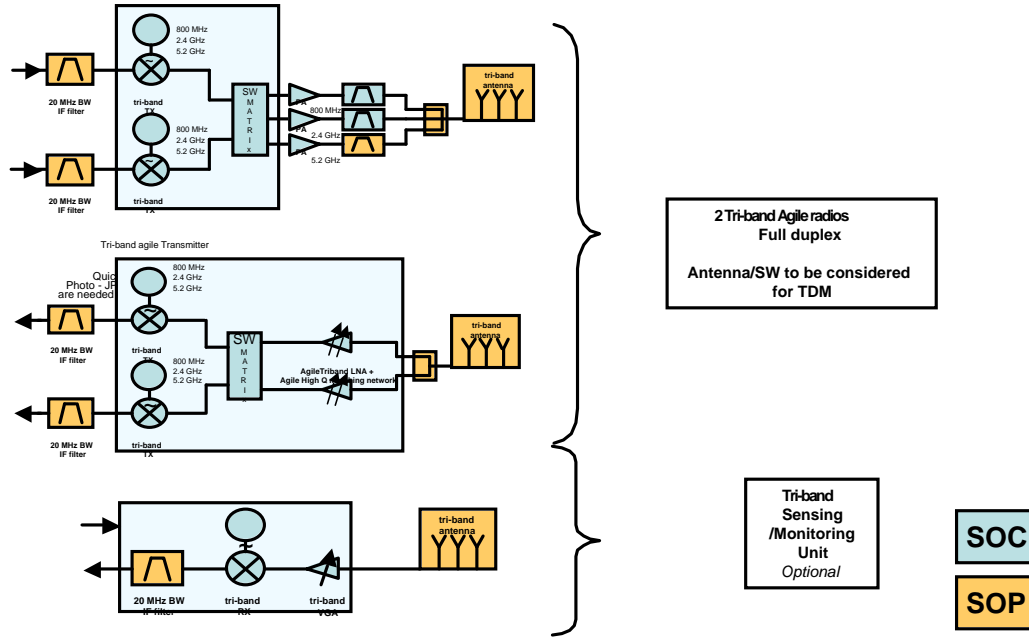 800 MHz
2.4 GHz
5.2 GHz
20 MHz BW
IF filter
tri-band
TX
800 MHz
2.4 GHz
5.2 GHz
20 MHz BW
IF filter
tri-band
TX
SW
M
A
T
R
I
x
PA
800 MHz
PA
2.4 GHz
PA
5.2 GHz
tri-band
antenna
Tri-band agile Transmitter
Quic
Photo - JP
are needed
800 MHz
2.4 GHz
5.2 GHz
20 MHz BW
IF filter
tri-band
TX
800 MHz
2.4 GHz
5.2 GHz
20 MHz BW
IF filter
tri-band
TX
SW
M
A
T
R
I
AgileTriband LNA +
Agile High Q network
tri-band
antenna
20 MHz BW
IF filter
tri-band
RX
tri-band
VGA
tri-band
antenna
2 Tri-band Agile radios
Full duplex
Antenna/SW to be considered
for TDM
Tri-band
Sensing
/Monitoring
Unit
Optional
SOC
SOP